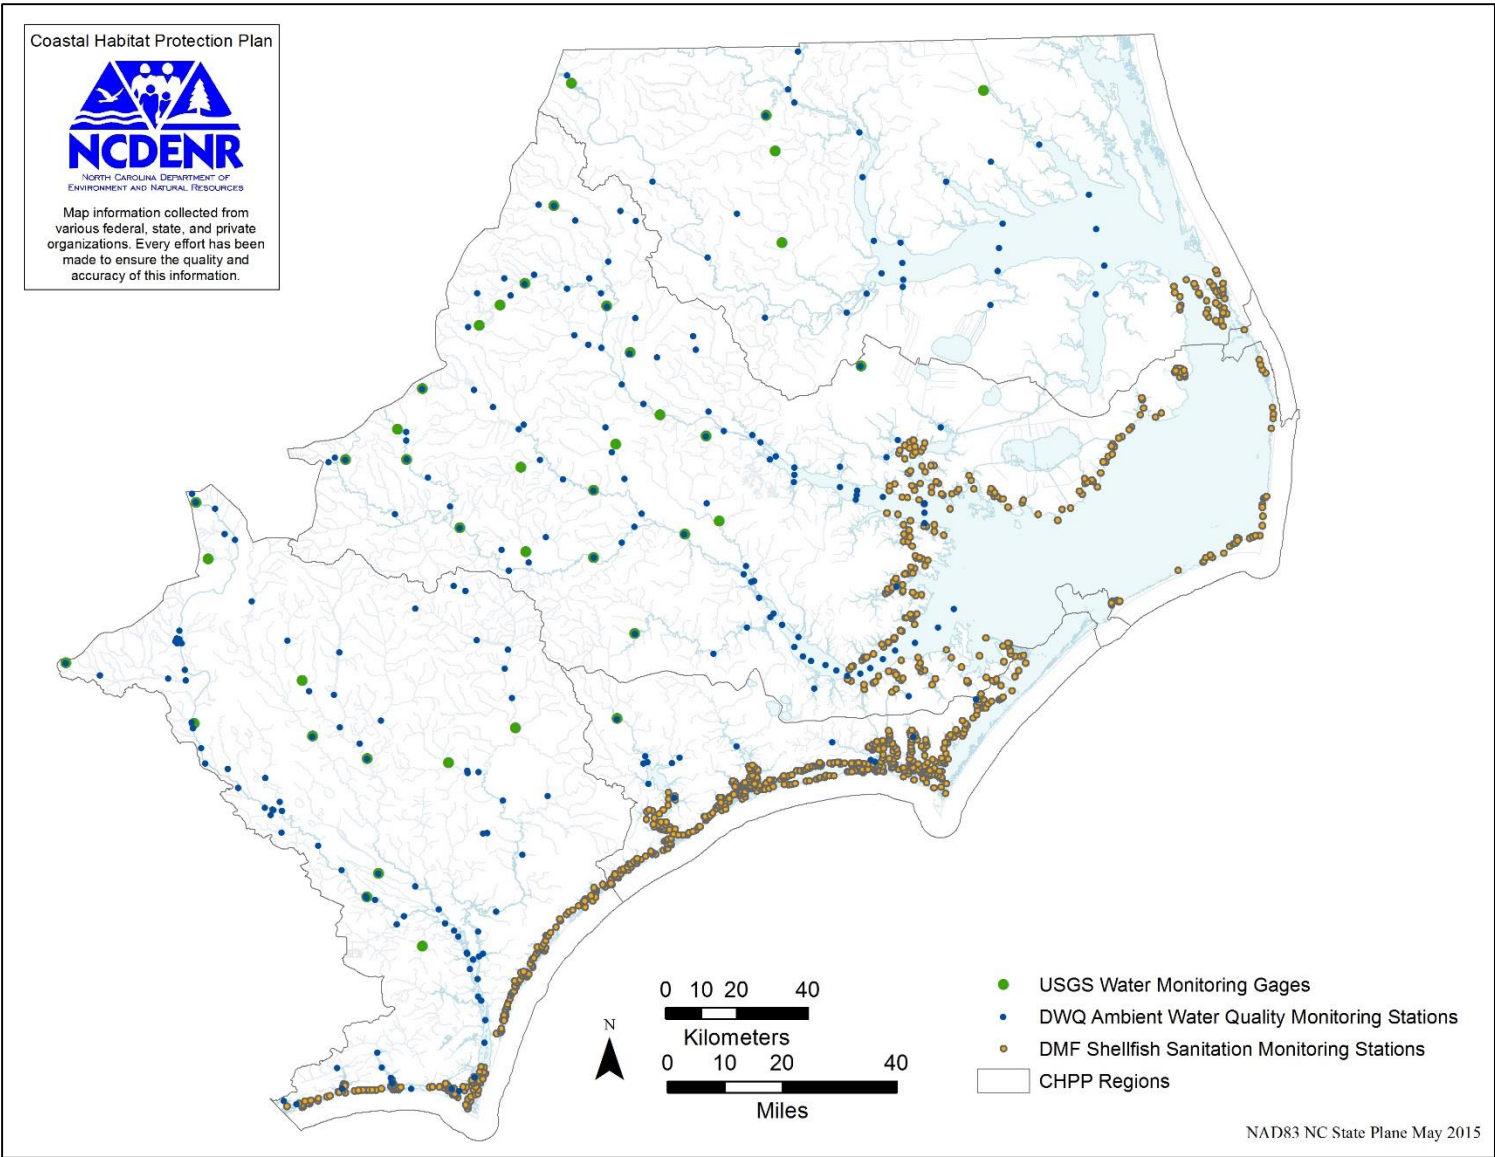 Coastal Habitat Protection Plan
NCDENR
NORTH CAROLINA DEPARTMENT OF
ENVIRONMENT AND NATURAL RESOURCES
Map information collected from
various federal, state, and private
organizations. Every effort has been
made to ensure the quality and
accuracy of this information.
0 10 20 40
Kilometers
N
0 10 20 40
Miles
USGS Water Monitoring Gages
DWQ Ambient Water Quality Monitoring Stations
DMF Shellfish Sanitation Monitoring Stations
CHPP Regions
NAD83 NC State Plane May 2015